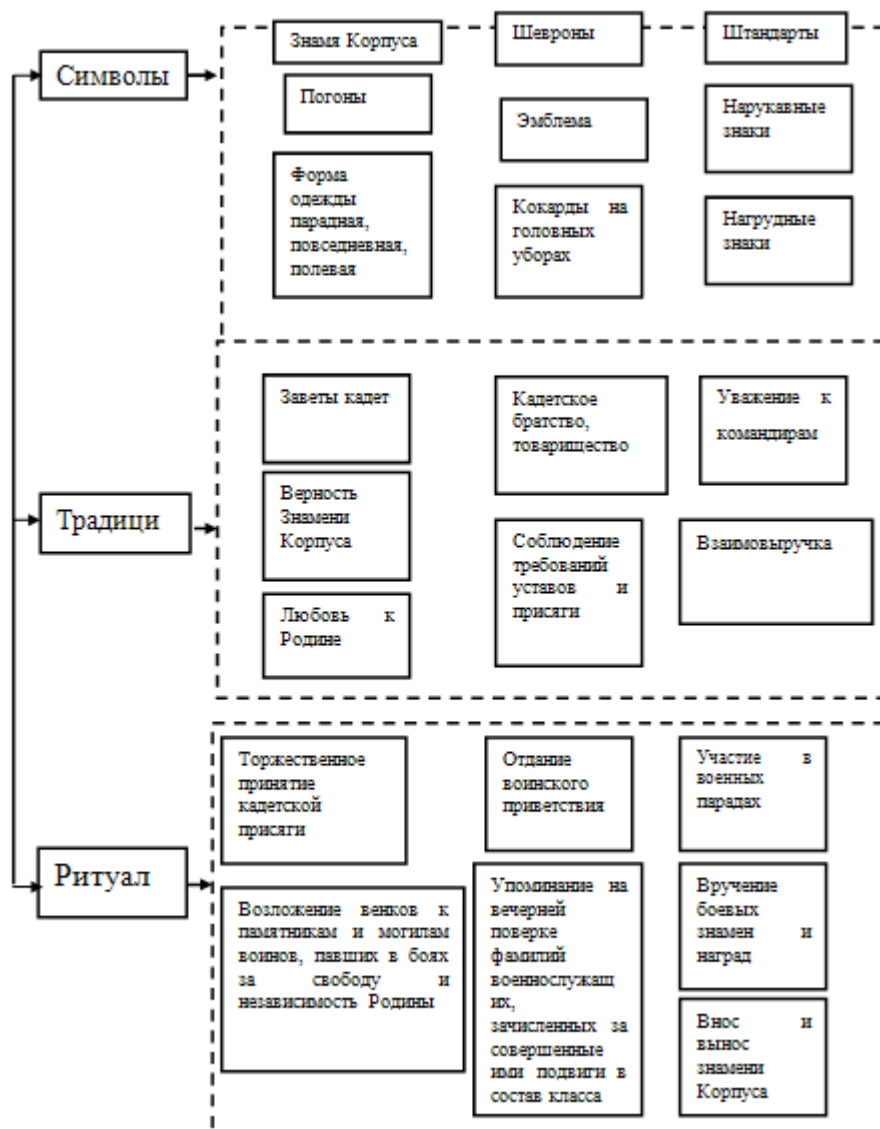 Символы
Знамя Корпуса
Шевроны
Штандарты
Погоны
Эмблема
Нарукавные
знаки
Форма
одежды
парадная,
повседневная,
полевая
Кокарды на
головных
уборах
Нагрудные
знаки
Традици
Заветы кадет
Кадетское
братство,
товарищество
Уважение к
командирам
Верность
Знамени
Корпуса
Соблюдение
требований
уставов и
присяги
Взаимовыручка
Любовь к
Родине
Ритуал
Торжественное
принятие
кадетской
присяги
Отдание
воинского
приветствия
Участие в
военных
парадах
Возложение венков к
памятникам и могилам
воинов, павших в боях
за свободу и
независимость Родины
Упоминание на
вечерней
поверке
фамилий
военнослужащ
их,
зачисленных за
совершенные
ими подвиги в
состав класса
Вручение
боевых
знамен и
наград
Внос и
вынос
знамени
Корпуса